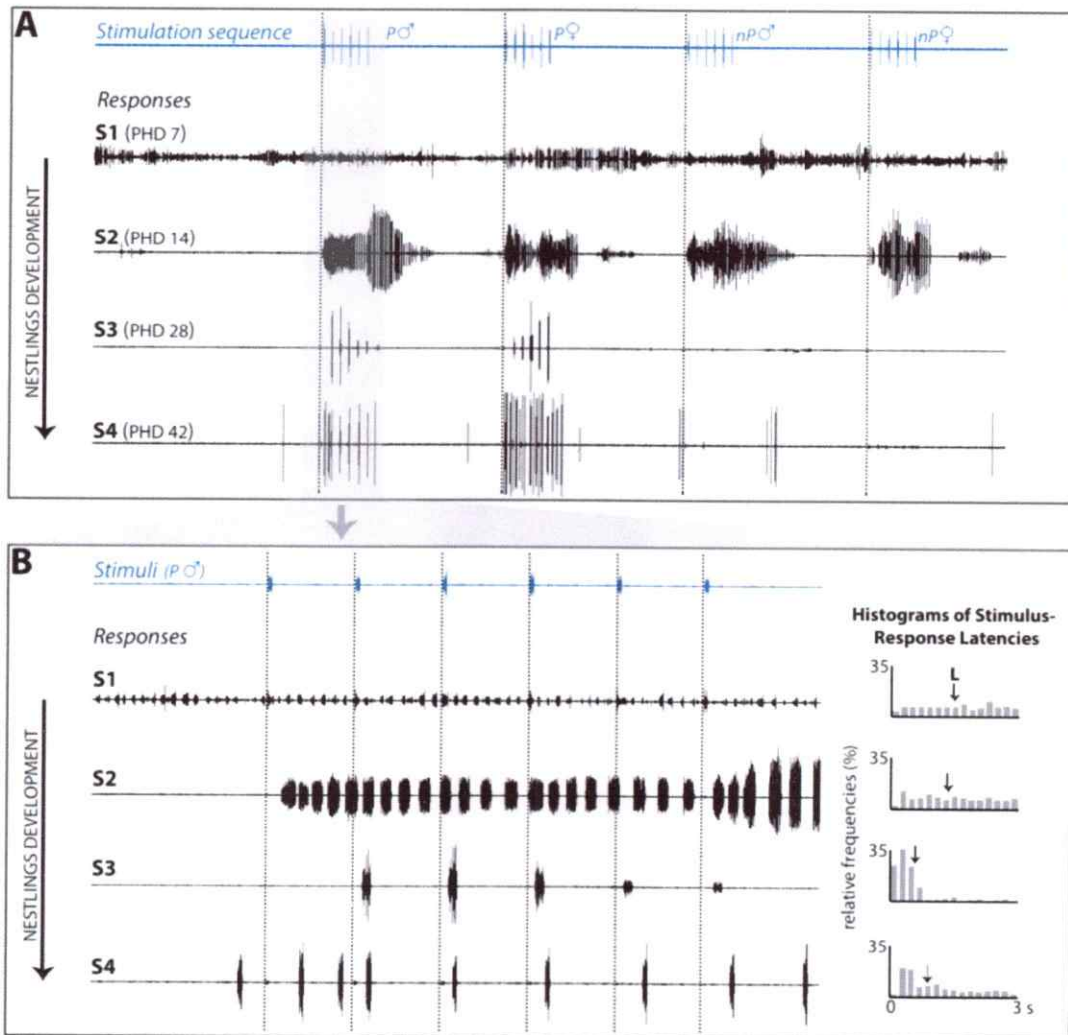 A
Stimulation sequence P♂ P♀ nP♂ nP♀
Responses
S1 (PHD 7)
S2 (PHD 14)
S3 (PHD 28)
S4 (PHD 42)
NESTLINGS DEVELOPMENT
B
Stimuli (P ♂)
Responses
S1
S2
S3
S4
NESTLINGS DEVELOPMENT
Histograms of Stimulus-
Response Latencies
35
L
35
35
35
0 3 s
relative frequencies (%)